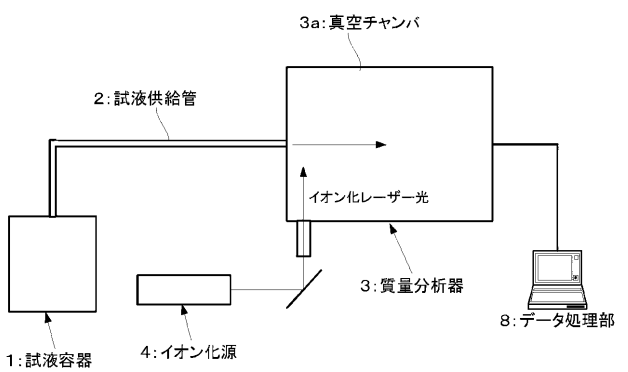 3a:真空チャンバ
2:試液供給管
イオン化レーザー光
3:質量分析器
8:データ処理部
4:イオン化源
1:試液容器